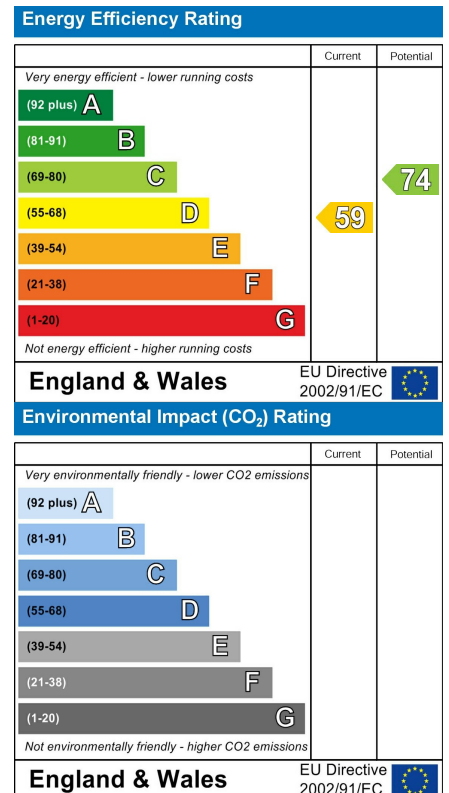 Energy Efficiency Rating
Current Potential
Very energy efficient - lower running costs
(92 plus) A
(81-91) B
(69-80) C
74
(55-68) D
59
(39-54) E
(21-38) F
(1-20) G
Not energy efficient - higher running costs
England & Wales
EU Directive
2002/91/EC
Environmental Impact (CO₂) Rating
Current Potential
Very environmentally friendly - lower CO2 emissions
(92 plus) A
(81-91) B
(69-80) C
(55-68) D
(39-54) E
(21-38) F
(1-20) G
Not environmentally friendly - higher CO2 emissions
England & Wales
EU Directive
2002/91/EC